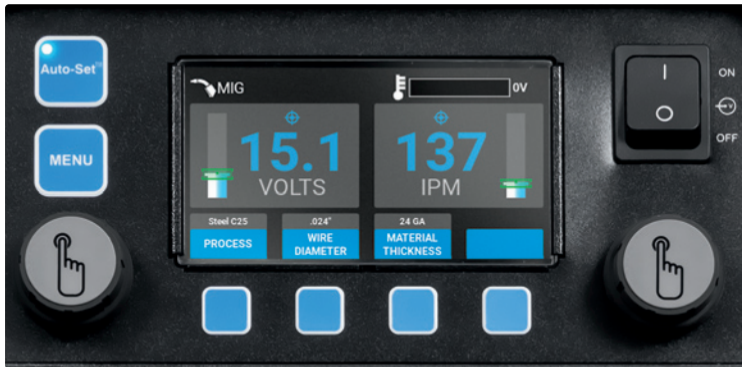 Auto-Set™
MENU
MIG
0V
15.1
VOLTS
137
IPM
Steel C25
PROCESS
.024"
WIRE
DIAMETER
24 GA
MATERIAL
THICKNESS
ON
V
OFF